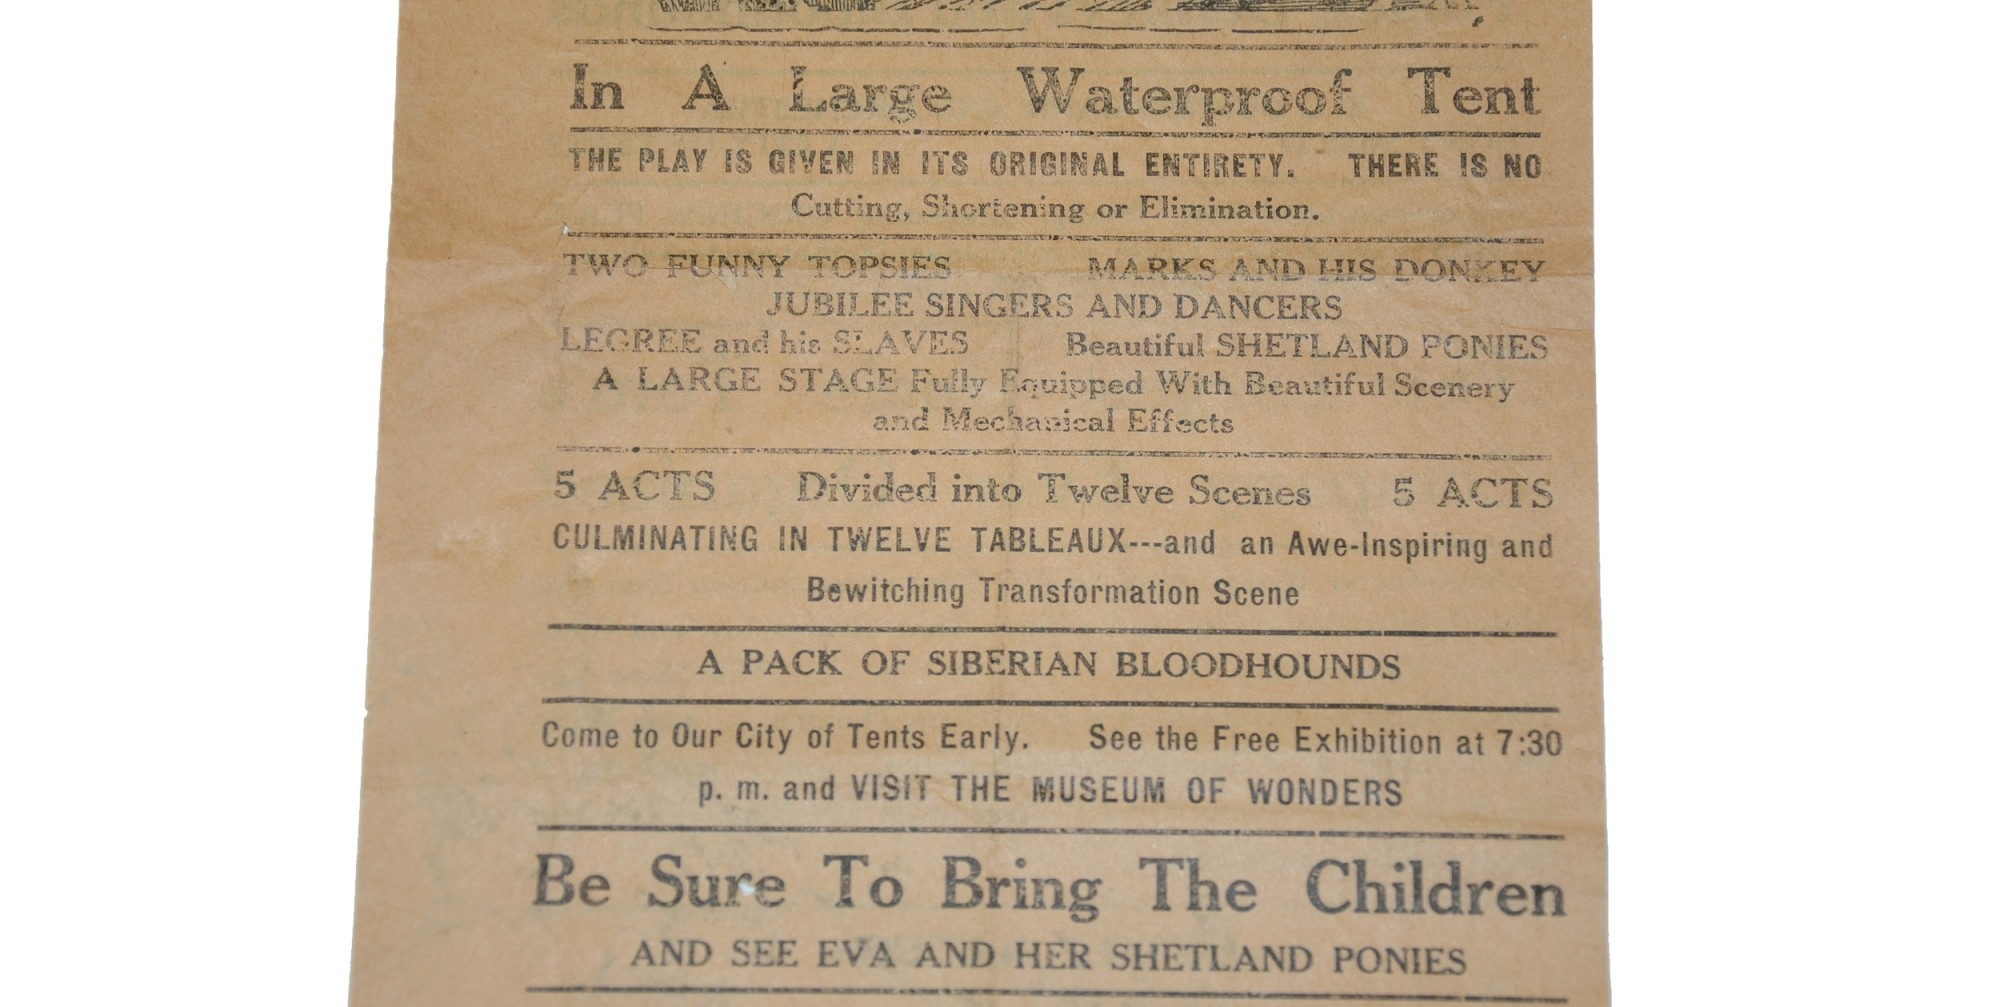 In A Large Waterproof Tent
THE PLAY IS GIVEN IN ITS ORIGINAL ENTIRETY. THERE IS NO
Cutting, Shortening or Elimination.
TWO FUNNY TOPSIES MARKS AND HIS DONKEY
JUBILEE SINGERS AND DANCERS
LEGREE and his SLAVES Beautiful SHETLAND PONIES
A LARGE STAGE Fully Equipped With Beautiful Scenery
and Mechanical Effects
5 ACTS Divided into Twelve Scenes 5 ACTS
CULMINATING IN TWELVE TABLEAUX---and an Awe-Inspiring and
Bewitching Transformation Scene
A PACK OF SIBERIAN BLOODHOUNDS
Come to Our City of Tents Early. See the Free Exhibition at 7:30
p. m. and VISIT THE MUSEUM OF WONDERS
Be Sure To Bring The Children
AND SEE EVA AND HER SHETLAND PONIES